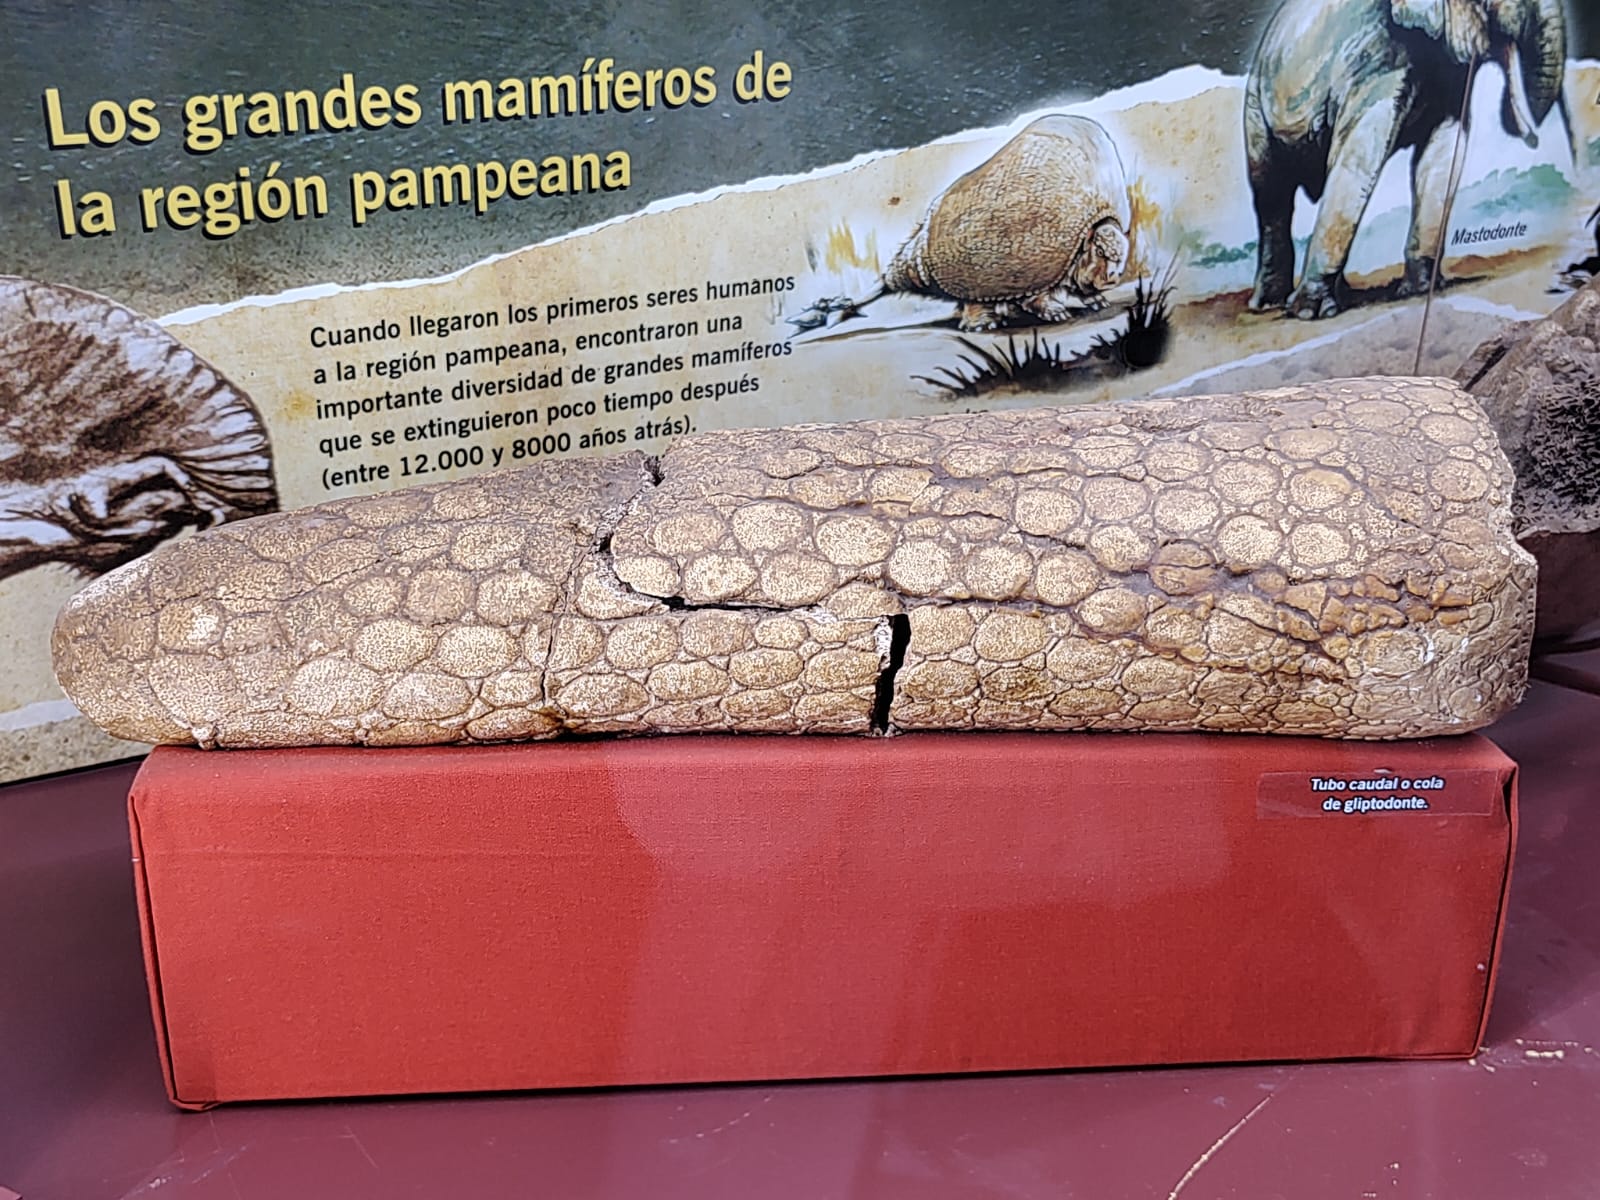 Los grandes mamíferos de
la región pampeana
Cuando llegaron los primeros seres humanos
a la región pampeana, encontraron una
importante diversidad de grandes mamíferos
que se extinguieron poco tiempo después
(entre 12.000 y 8000 años atrás).
Mastodonte
Tubo caudal o cola
de gliptodonte.